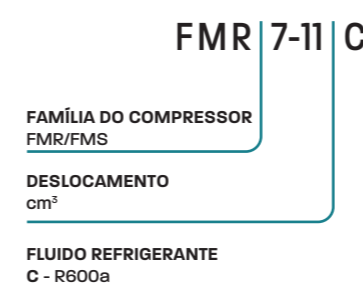 FMR 7-11 C
FAMÍLIA DO COMPRESSOR
FMR/FMS
DESLOCAMENTO
cm³
FLUIDO REFRIGERANTE
C - R600a